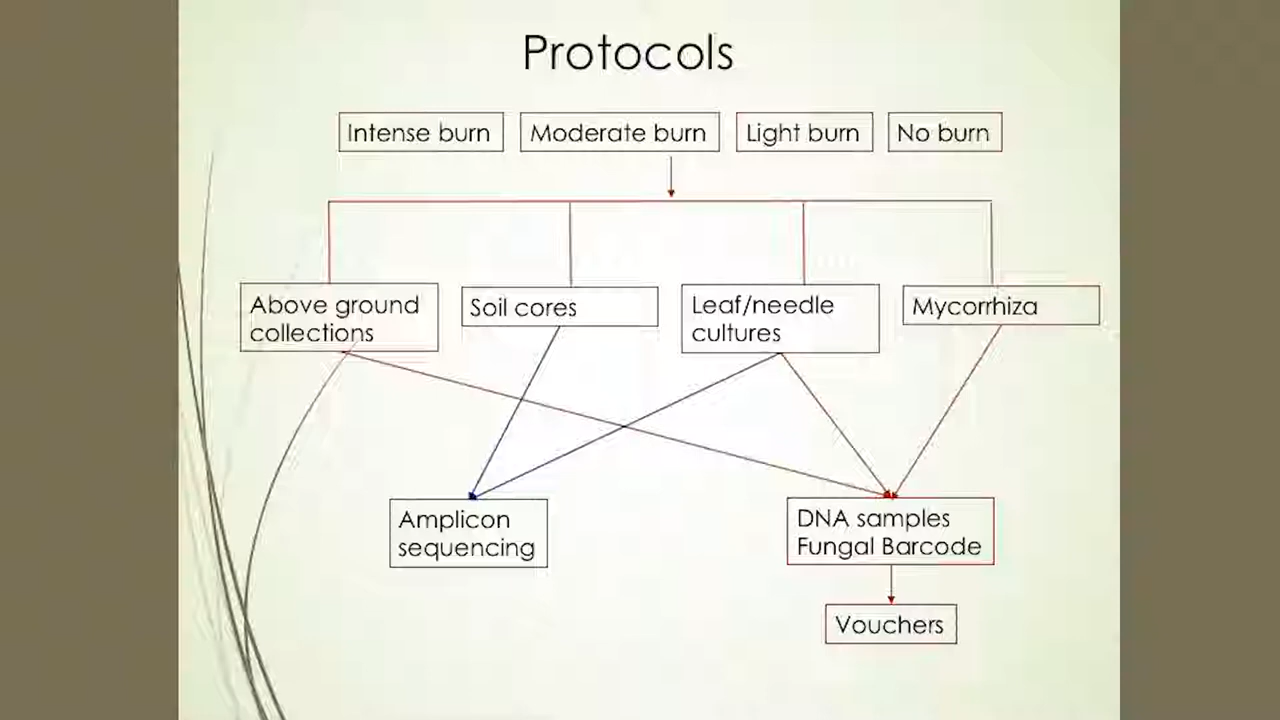 Protocols
Intense burn
Moderate burn
Light burn
No burn
Above ground
collections
Soil cores
Leaf/needle
cultures
Mycorrhiza
Amplicon
sequencing
DNA samples
Fungal Barcode
Vouchers